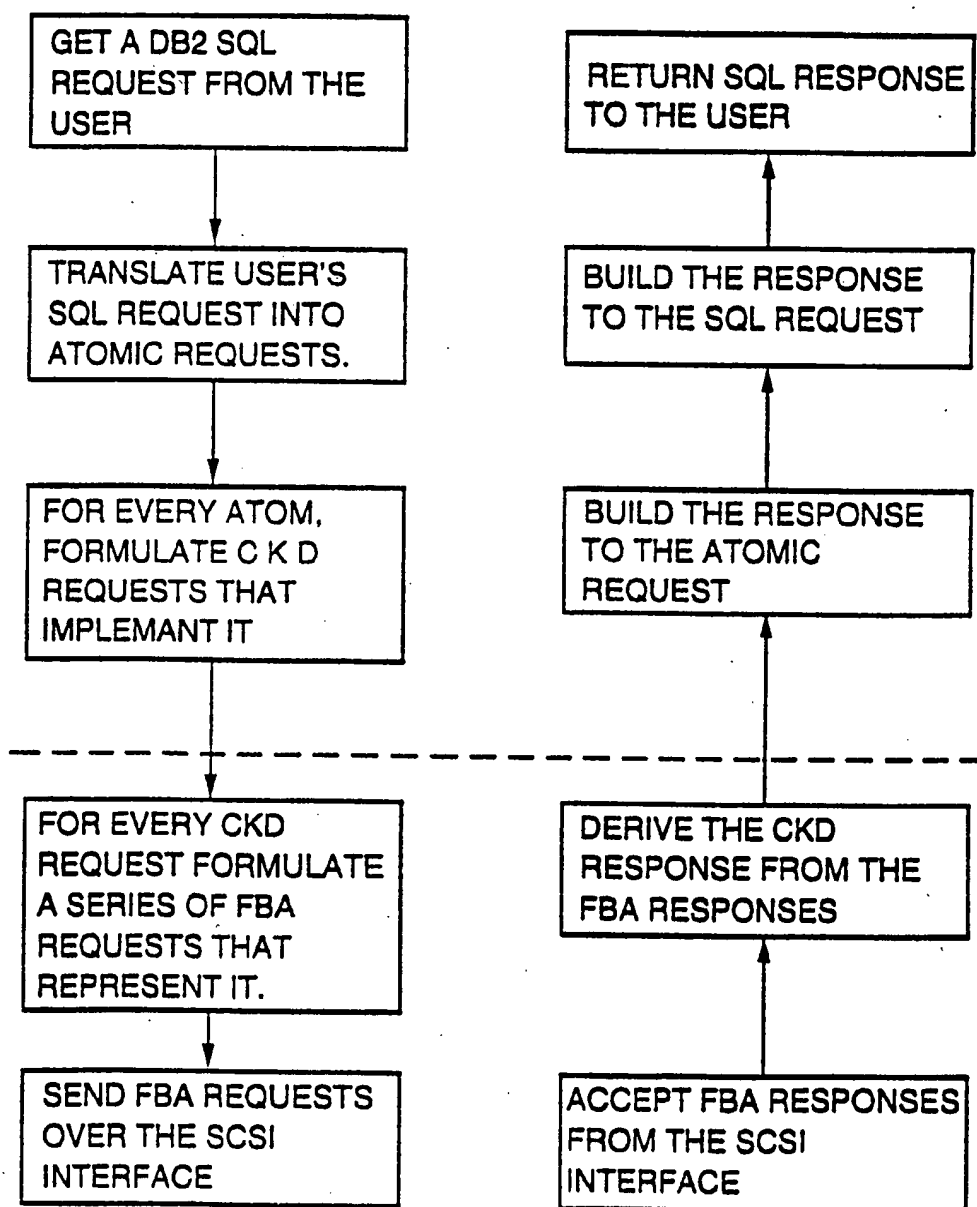 GET A DB2 SQL
REQUEST FROM THE
USER
TRANSLATE USER'S
SQL REQUEST INTO
ATOMIC REQUESTS.
FOR EVERY ATOM,
FORMULATE C K D
REQUESTS THAT
IMPLEMANT IT
FOR EVERY CKD
REQUEST FORMULATE
A SERIES OF FBA
REQUESTS THAT
REPRESENT IT.
SEND FBA REQUESTS
OVER THE SCSI
INTERFACE
RETURN SQL RESPONSE
TO THE USER
BUILD THE RESPONSE
TO THE SQL REQUEST
BUILD THE RESPONSE
TO THE ATOMIC
REQUEST
DERIVE THE CKD
RESPONSE FROM THE
FBA RESPONSES
ACCEPT FBA RESPONSES
FROM THE SCSI
INTERFACE